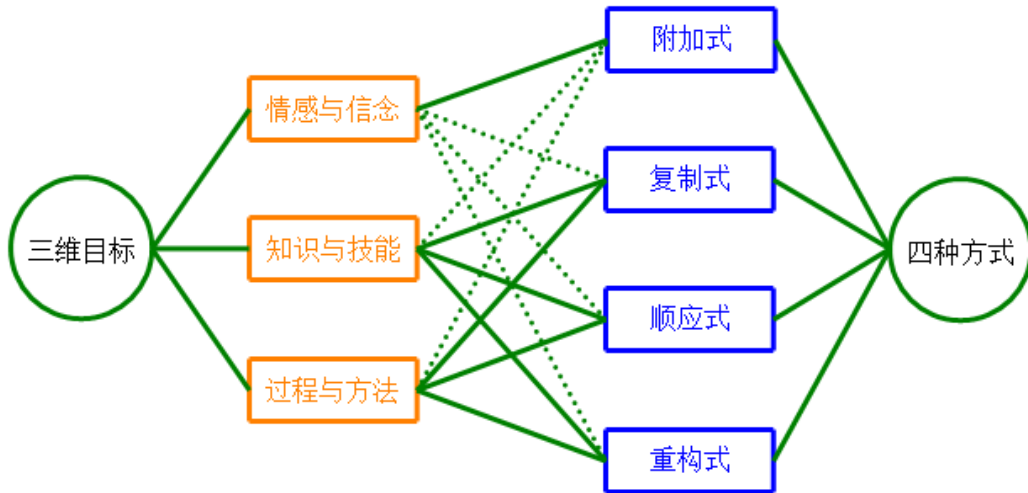 附加式
情感与信念
复制式
三维目标
知识与技能
四种方式
顺应式
过程与方法
重构式